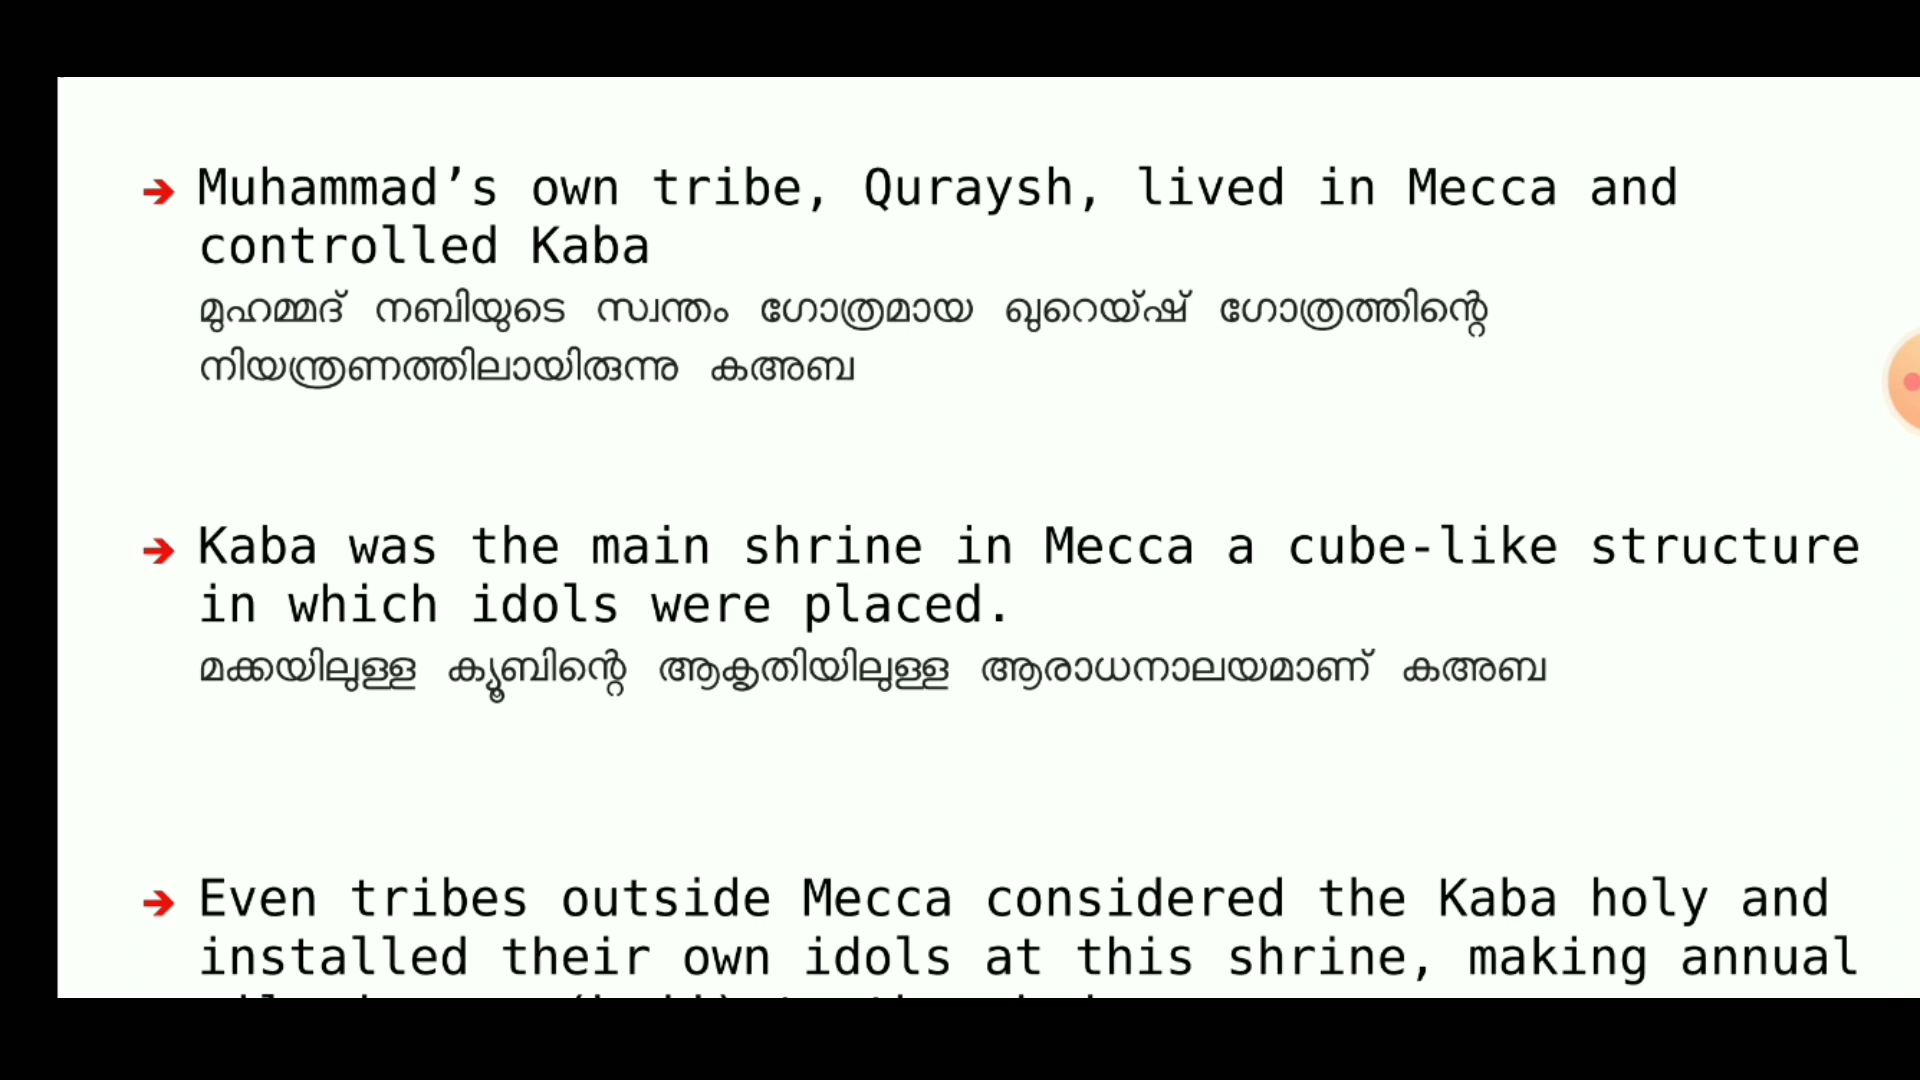 ➔ Muhammad’s own tribe, Quraysh, lived in Mecca and
controlled Kaba
മുഹമ്മദ് നബിയുടെ സ്വന്തം ഗോത്രമായ ഖുറെയ്ഷ് ഗോത്രത്തിന്റെ
നിയന്ത്രണത്തിലായിരുന്നു കഅബ
➔ Kaba was the main shrine in Mecca a cube-like structure
in which idols were placed.
മക്കയിലുള്ള ക്യൂബിന്റെ ആകൃതിയിലുള്ള ആരാധനാലയമാണ് കഅബ
➔ Even tribes outside Mecca considered the Kaba holy and
installed their own idols at this shrine, making annual